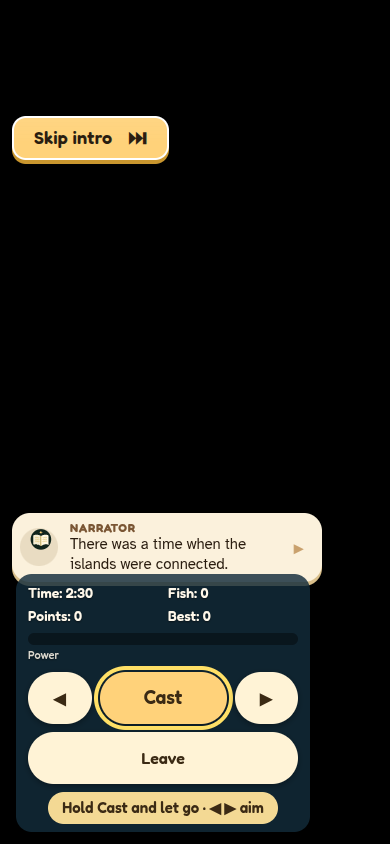 Skip intro
NARRATOR
There was a time when the
islands were connected.
Time: 2:30 Fish: 0
Points: 0 Best: 0
Power
Cast
Leave
Hold Cast and let go · ◀ ▶ aim